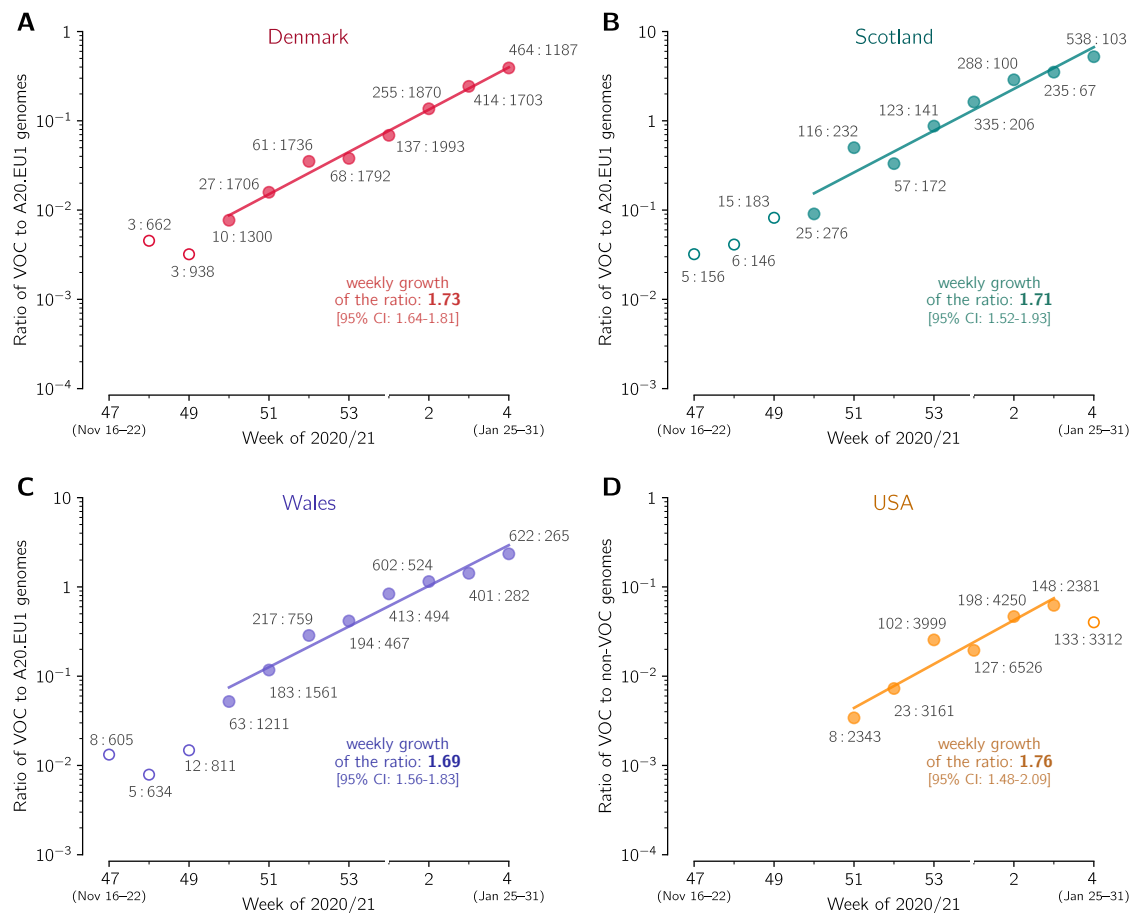 A
Denmark
Ratio of VOC to A20.EU1 genomes
1
10⁻¹
10⁻²
10⁻³
10⁻⁴
3 : 662
3 : 938
10 : 1300
27 : 1706
61 : 1736
68 : 1792
137 : 1993
255 : 1870
414 : 1703
464 : 1187
weekly growth
of the ratio: 1.73
[95% CI: 1.64-1.81]
47
49
51
53
2
4
(Nov 16–22)
Week of 2020/21
(Jan 25–31)
B
Scotland
Ratio of VOC to A20.EU1 genomes
10
1
10⁻¹
10⁻²
10⁻³
5 : 156
6 : 146
15 : 183
25 : 276
116 : 232
57 : 172
123 : 141
335 : 206
288 : 100
235 : 67
538 : 103
weekly growth
of the ratio: 1.71
[95% CI: 1.52-1.93]
47
49
51
53
2
4
(Nov 16–22)
Week of 2020/21
(Jan 25–31)
C
Wales
Ratio of VOC to A20.EU1 genomes
10
1
10⁻¹
10⁻²
10⁻³
8 : 605
5 : 634
12 : 811
63 : 1211
183 : 1561
217 : 759
194 : 467
413 : 494
602 : 524
401 : 282
622 : 265
weekly growth
of the ratio: 1.69
[95% CI: 1.56-1.83]
47
49
51
53
2
4
(Nov 16–22)
Week of 2020/21
(Jan 25–31)
D
USA
Ratio of VOC to non-VOC genomes
1
10⁻¹
10⁻²
10⁻³
10⁻⁴
8 : 2343
23 : 3161
102 : 3999
127 : 6526
198 : 4250
148 : 2381
133 : 3312
weekly growth
of the ratio: 1.76
[95% CI: 1.48-2.09]
47
49
51
53
2
4
(Nov 16–22)
Week of 2020/21
(Jan 25–31)